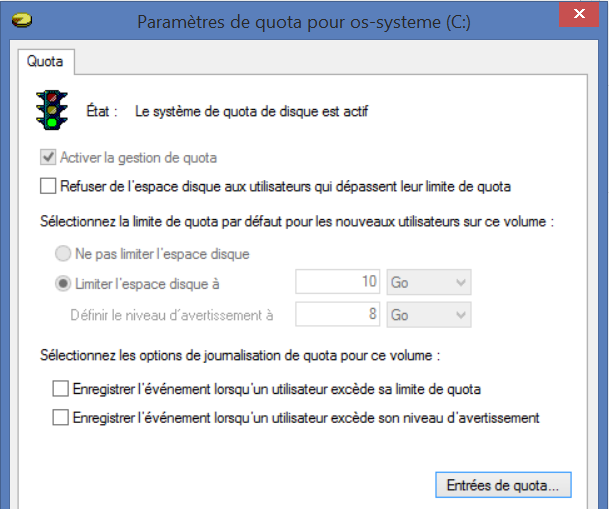 Paramètres de quota pour os-systeme (C:)
Quota
État : Le système de quota de disque est actif
Activer la gestion de quota
Refuser de l'espace disque aux utilisateurs qui dépassent leur limite de quota
Sélectionnez la limite de quota par défaut pour les nouveaux utilisateurs sur ce volume :
Ne pas limiter l'espace disque
Limiter l'espace disque à 10 Go
Définir le niveau d'avertissement à 8 Go
Sélectionnez les options de journalisation de quota pour ce volume :
Enregistrer l'événement lorsqu'un utilisateur excède sa limite de quota
Enregistrer l'événement lorsqu'un utilisateur excède son niveau d'avertissement
Entrées de quota...